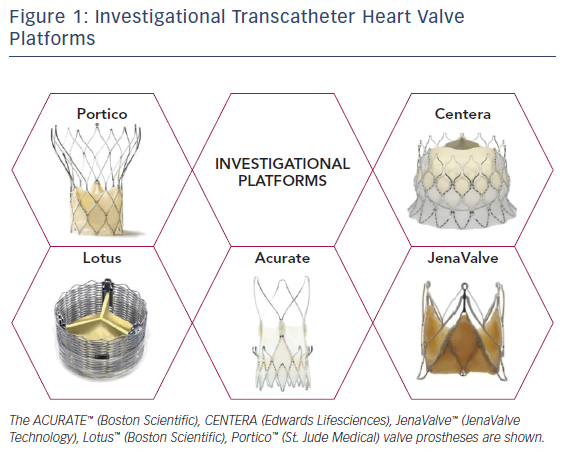 Figure 1: Investigational Transcatheter Heart Valve
Platforms
Portico
INVESTIGATIONAL
PLATFORMS
Centera
Lotus
Acurate
JenaValve
The ACURATE™ (Boston Scientific), CENTERA (Edwards Lifesciences), JenaValve™ (JenaValve
Technology), Lotus™ (Boston Scientific), Portico™ (St. Jude Medical) valve prostheses are shown.